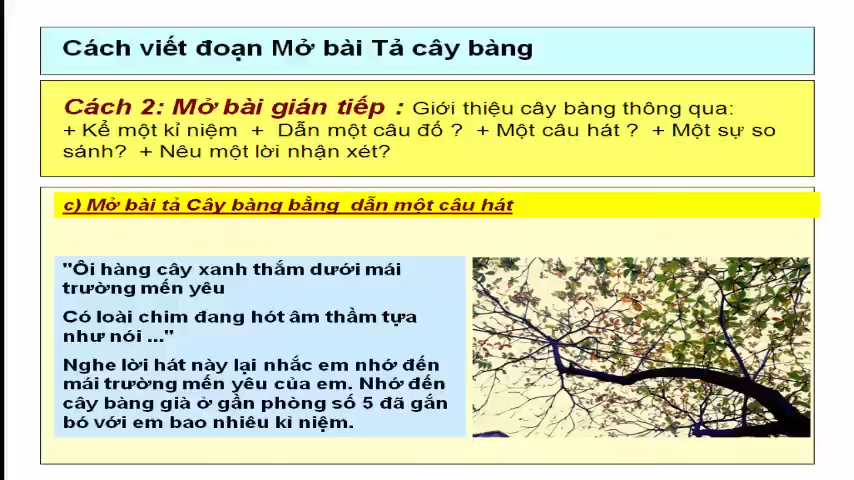 Cách viết đoạn Mở bài Tả cây bàng
Cách 2: Mở bài gián tiếp : Giới thiệu cây bàng thông qua:
+ Kể một kỉ niệm + Dẫn một câu đố ? + Một câu hát ? + Một sự so
sánh? + Nêu một lời nhận xét?
c) Mở bài tả Cây bàng bằng dẫn một câu hát
"Ôi hàng cây xanh thắm dưới mái
trường mến yêu
Có loài chim đang hót âm thầm tựa
như nói ..."
Nghe lời hát này lại nhắc em nhớ đến
mái trường mến yêu của em. Nhớ đến
cây bàng già ở gần phòng số 5 đã gắn
bó với em bao nhiêu kì niệm.